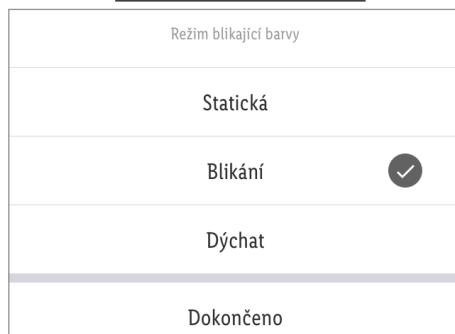 Režim blikající barvy
Statická
Blikání
Dýchat
Dokončeno